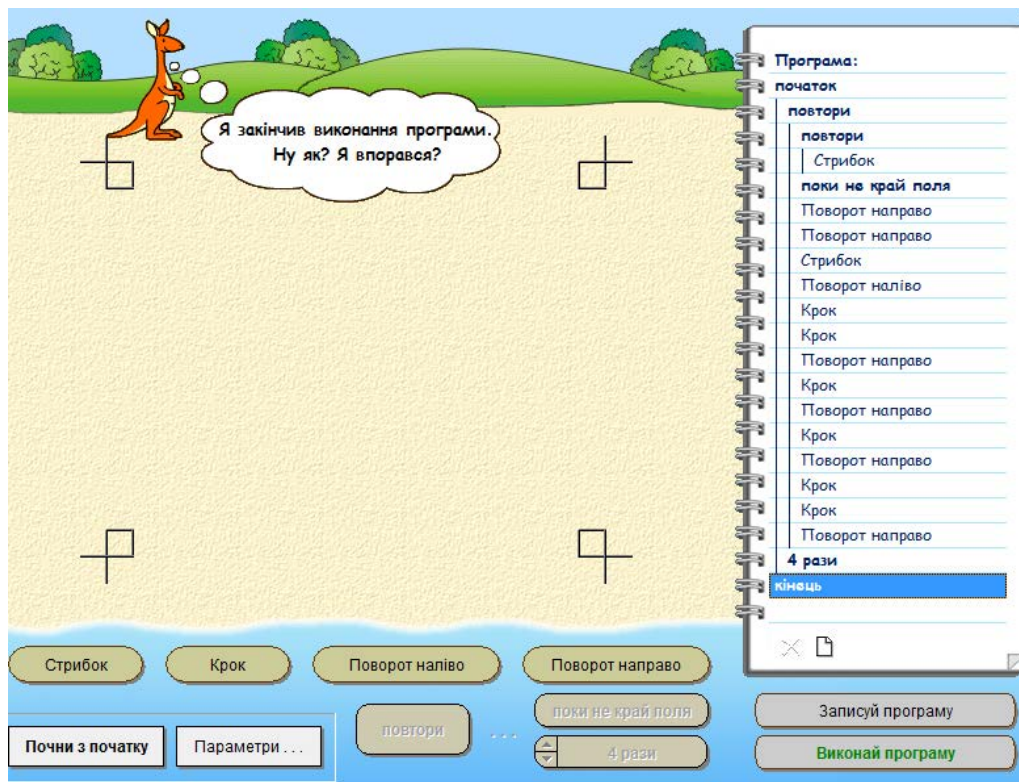 Я закінчив виконання програми.
Ну як? Я впорався?
Програма:
початок
повтори
повтори
Стрибок
поки не край поля
Поворот направо
Поворот направо
Стрибок
Поворот наліво
Крок
Крок
Поворот направо
Крок
Поворот направо
Крок
Поворот направо
Крок
Крок
Поворот направо
4 рази
кінець
Стрибок
Крок
Поворот наліво
Поворот направо
Почни з початку
Параметри . . .
повтори
. . .
поки не край поля
4 рази
Записуй програму
Виконай програму